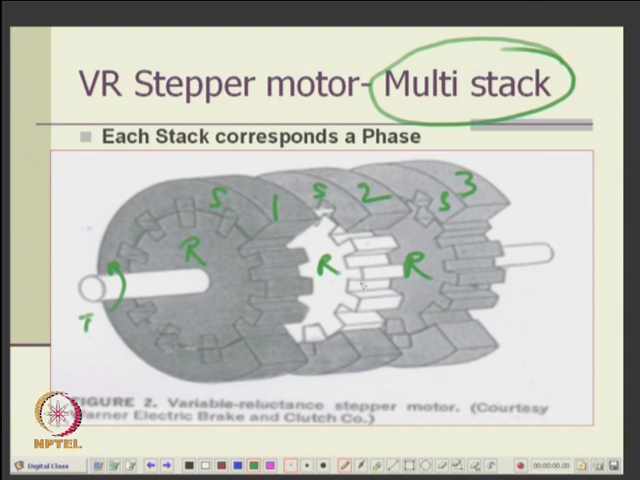 VR Stepper motor- Multi stack
Each Stack corresponds a Phase
S 1 S 2 S 3
R R R
T
FIGURE 2. Variable-reluctance stepper motor. (Courtesy
Warner Electric Brake and Clutch Co.)
NPTEL
Digital Class
00:00:00.00